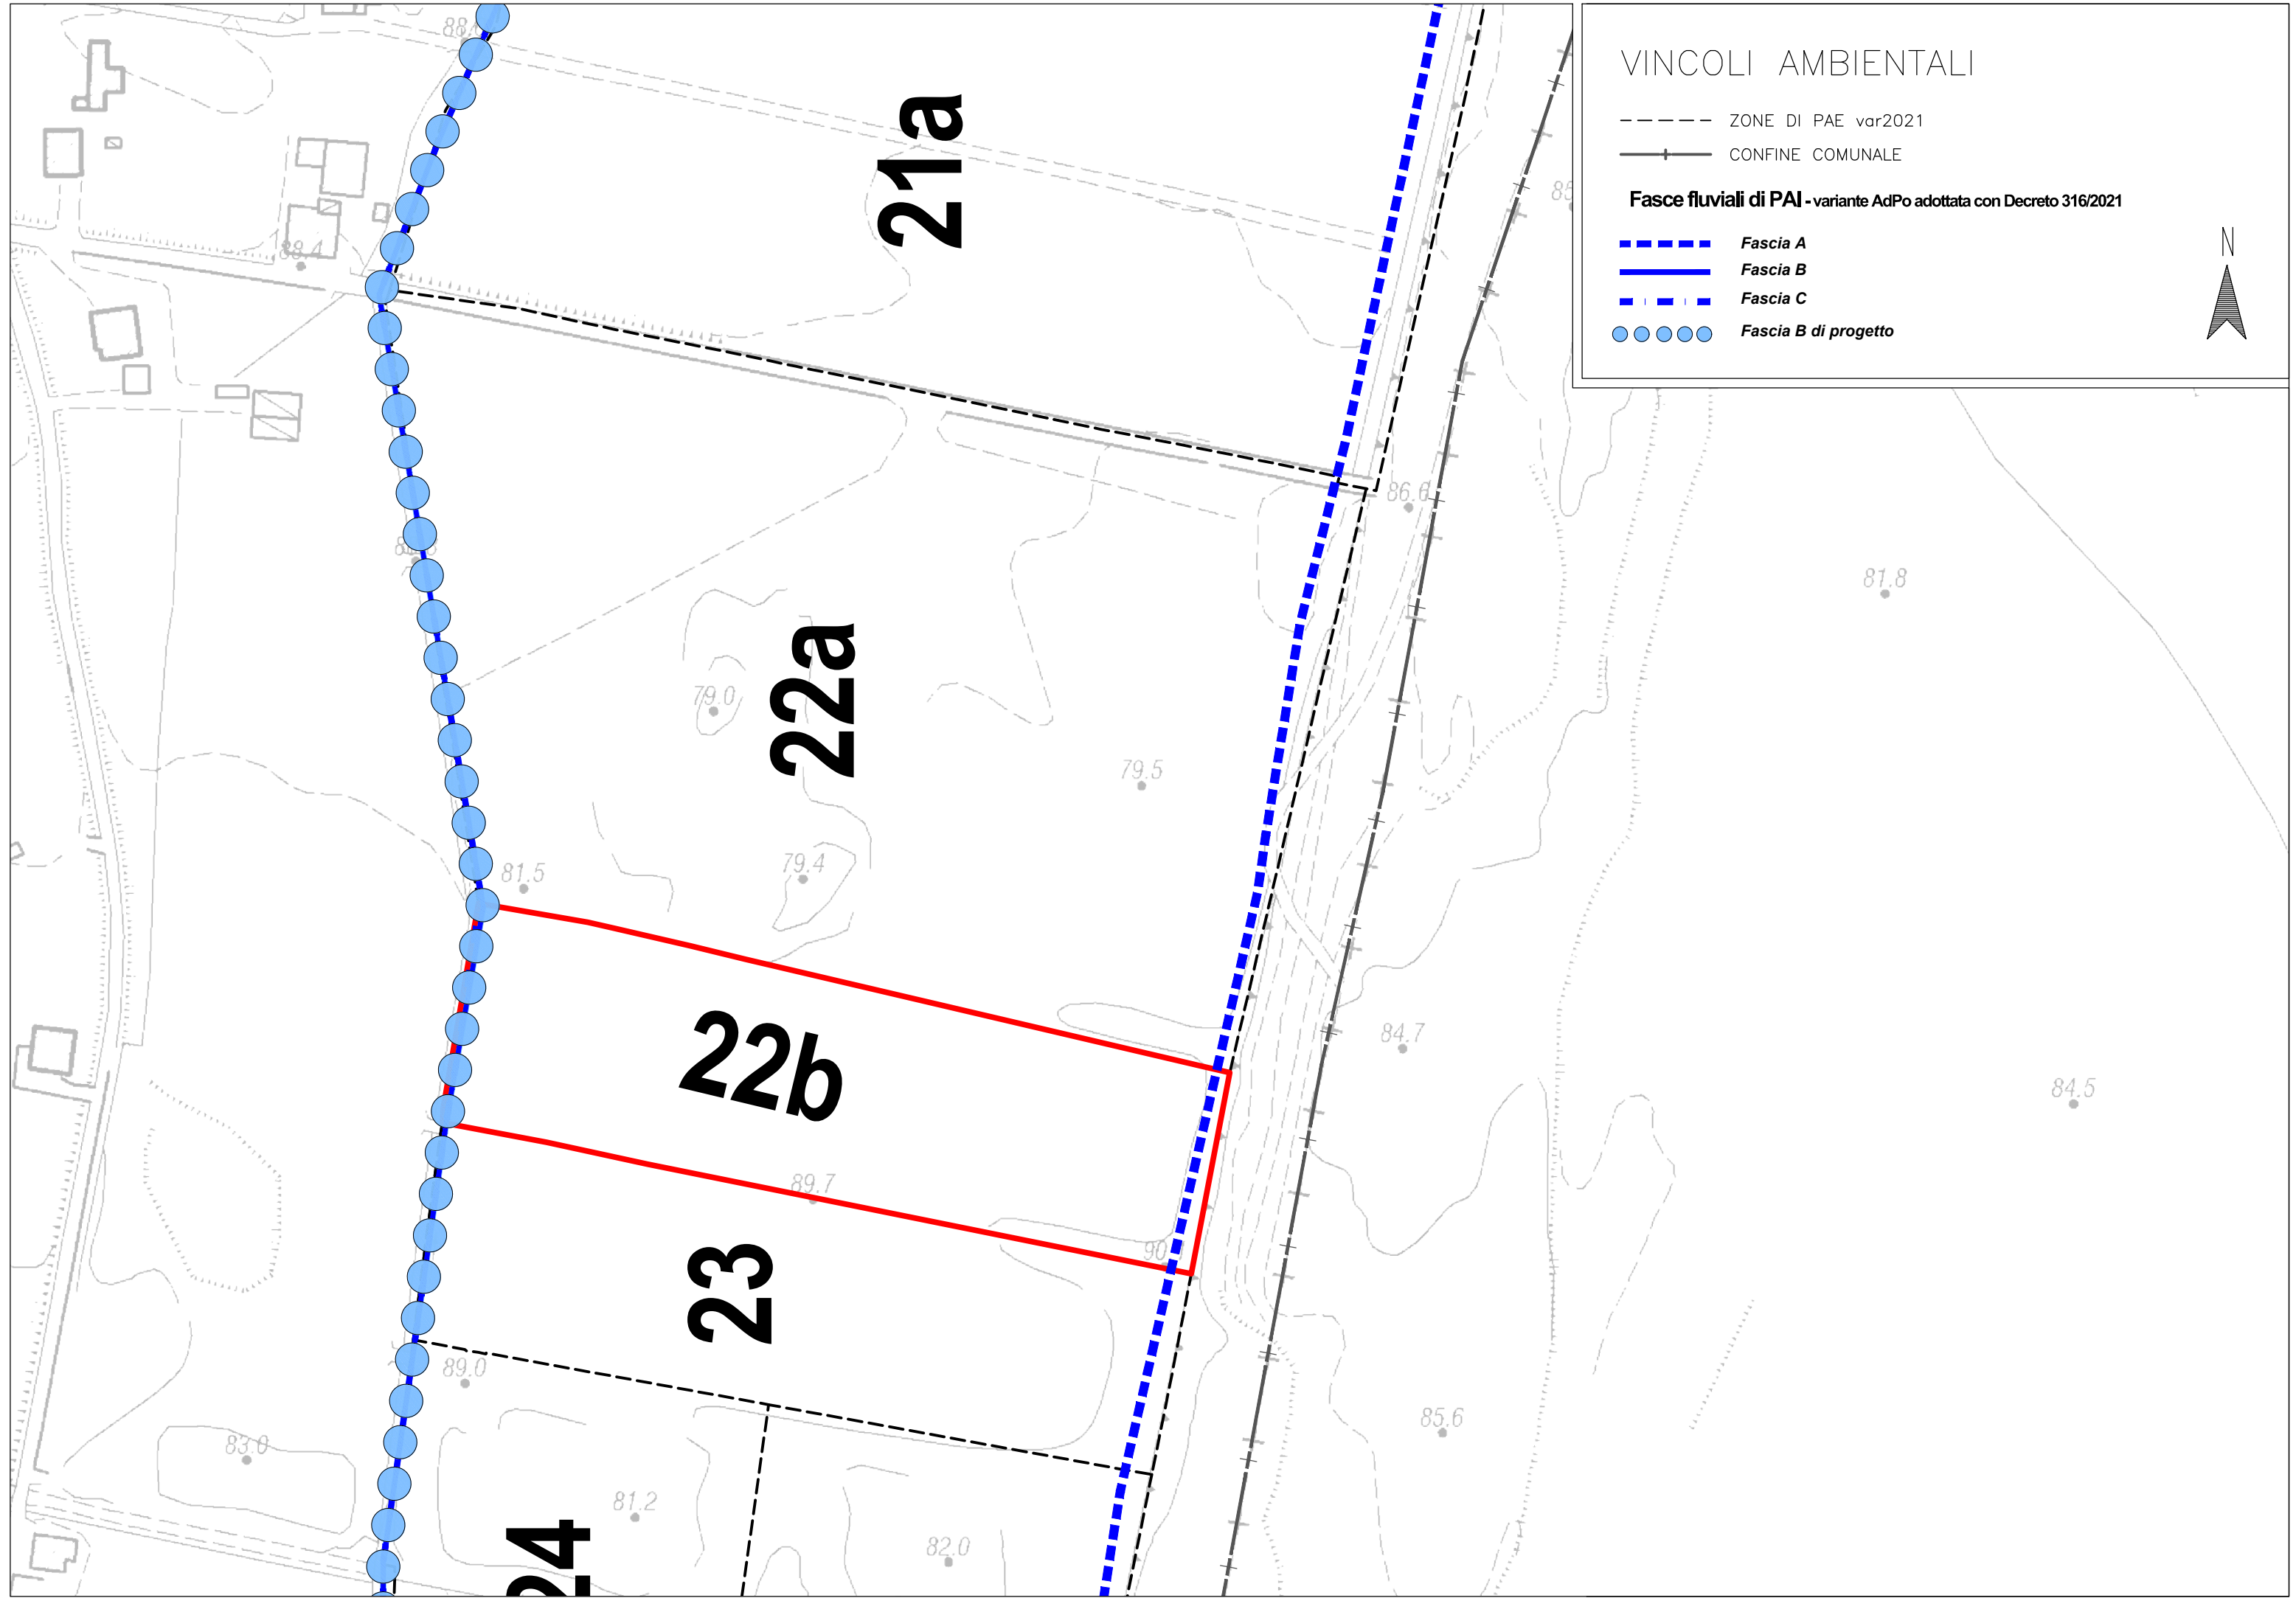 VINCOLI AMBIENTALI
ZONE DI PAE var2021
CONFINE COMUNALE
Fasce fluviali di PAI - variante AdPo adottata con Decreto 316/2021
Fascia A
Fascia B
Fascia C
Fascia B di progetto
N
21a
88.4
86.6
81.8
22a
79.0
79.5
79.4
81.5
22b
84.7
84.5
89.7
23
89.0
85.6
83.0
81.2
82.0
24